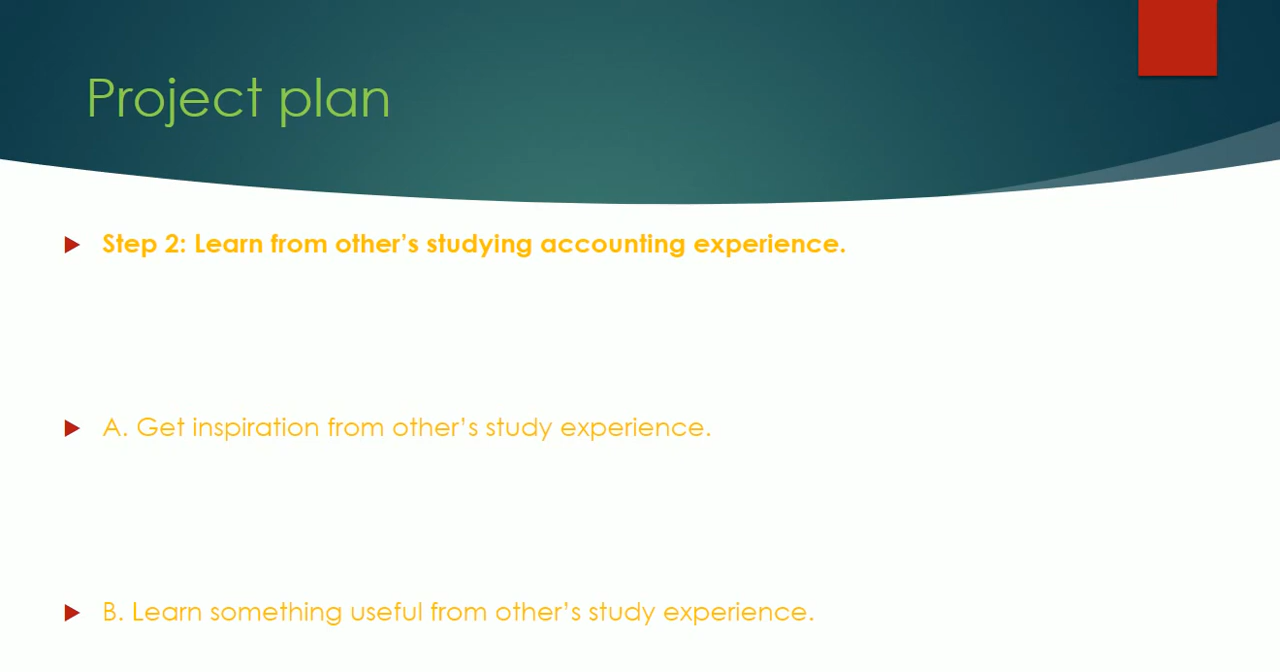 Project plan
Step 2: Learn from other’s studying accounting experience.
A. Get inspiration from other’s study experience.
B. Learn something useful from other’s study experience.